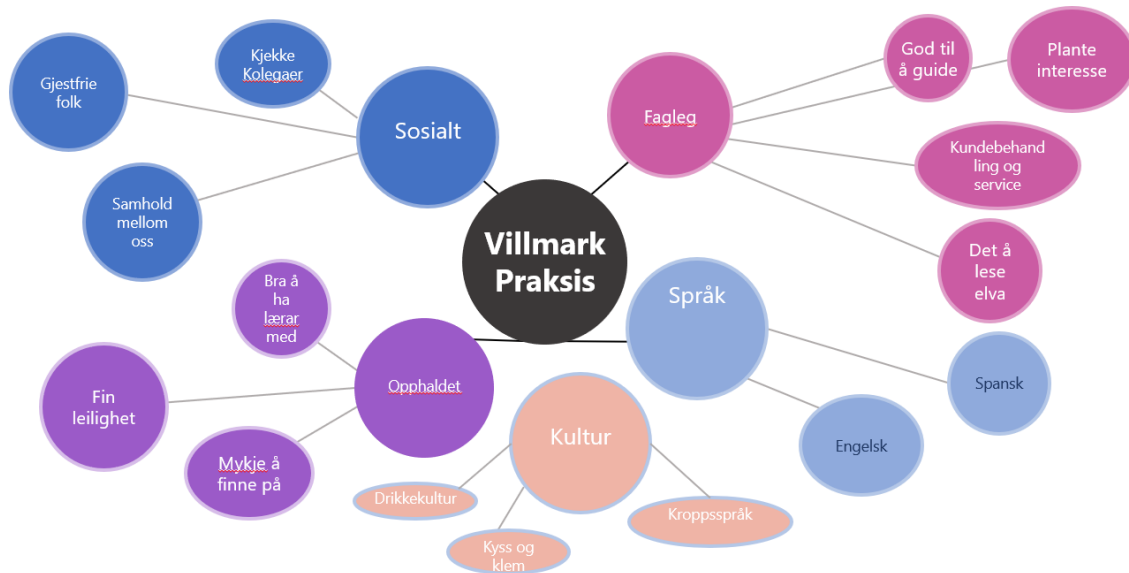 Villmark
Praksis
Sosialt
Kjekke
Kolegaer
Gjestfrie
folk
Samhold
mellom
oss
Fagleg
God til
å guide
Plante
interesse
Kundebehand
ling og
service
Det å
lese
elva
Språk
Spansk
Engelsk
Kultur
Drikkekultur
Kyss og
klem
Kroppsspråk
Opphaldet
Bra å
ha
lærar
med
Fin
leilighet
Mykje å
finne på